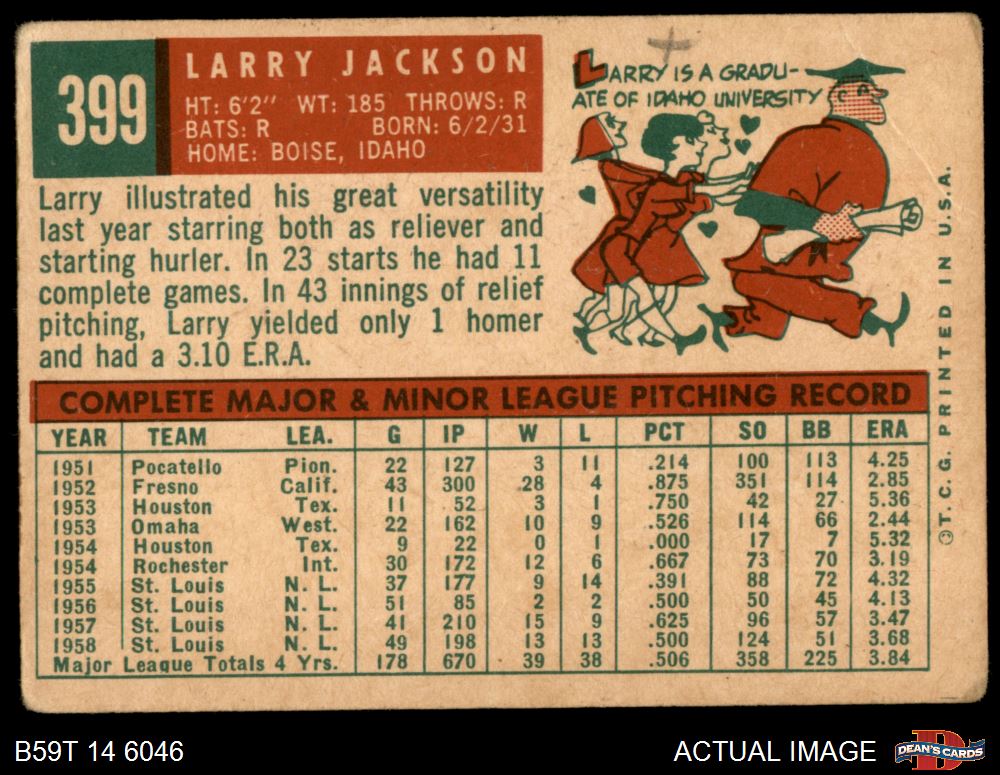 399
LARRY JACKSON
HT: 6'2" WT: 185 THROWS: R
BATS: R BORN: 6/2/31
HOME: BOISE, IDAHO
LARRY IS A GRADU-
ATE OF IDAHO UNIVERSITY
Larry illustrated his great versatility
last year starring both as reliever and
starting hurler. In 23 starts he had 11
complete games. In 43 innings of relief
pitching, Larry yielded only 1 homer
and had a 3.10 E.R.A.
COMPLETE MAJOR & MINOR LEAGUE PITCHING RECORD
YEAR TEAM LEA. G IP W L PCT SO BB ERA
1951 Pocatello Pion. 22 127 3 11 .214 100 113 4.25
1952 Fresno Calif. 43 300 28 4 .875 351 114 2.85
1953 Houston Tex. 11 52 3 1 .750 42 27 5.36
1953 Omaha West. 22 162 10 9 .526 114 66 2.44
1954 Houston Tex. 9 22 0 1 .000 17 7 5.32
1954 Rochester Int. 30 172 12 6 .667 73 70 3.19
1955 St. Louis N. L. 37 177 9 14 .391 88 72 4.32
1956 St. Louis N. L. 51 85 2 2 .500 50 45 4.13
1957 St. Louis N. L. 41 210 15 9 .625 96 57 3.47
1958 St. Louis N. L. 49 198 13 13 .500 124 51 3.68
Major League Totals 4 Yrs. 178 670 39 38 .506 358 225 3.84
©T. C. G. PRINTED IN U.S.A.
B59T 14 6046
ACTUAL IMAGE
DEAN'S CARDS